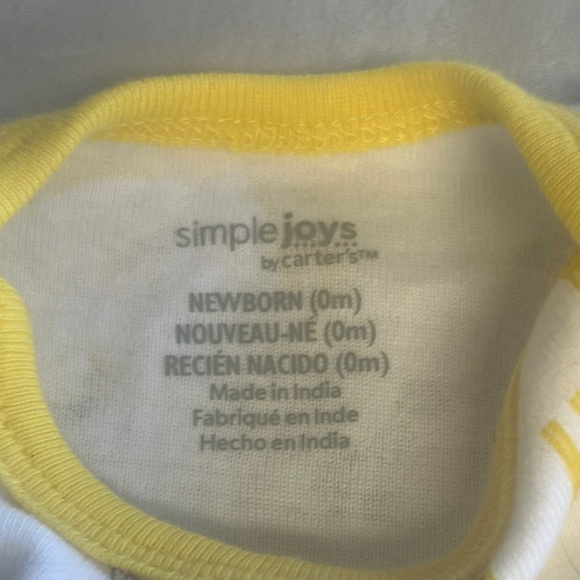 simple joys
by carter's™
NEWBORN (0m)
NOUVEAU-NÉ (0m)
RECIÉN NACIDO (0m)
Made in India
Fabriqué en Inde
Hecho en India